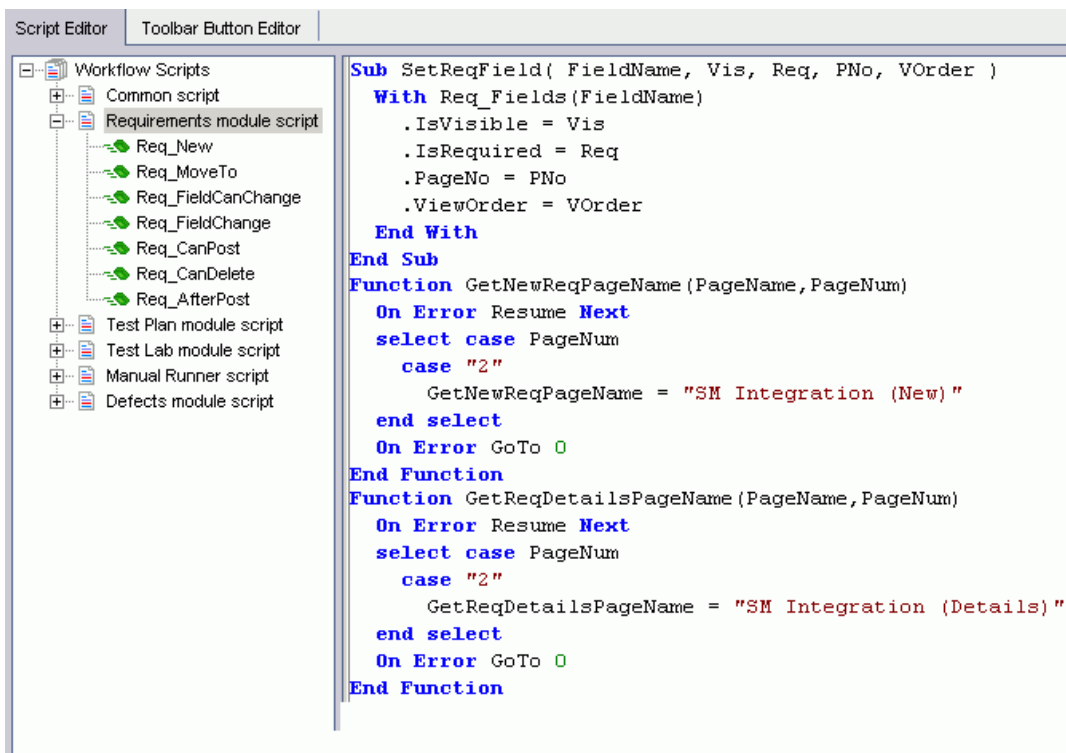 Script Editor
Toolbar Button Editor
Workflow Scripts
Common script
Requirements module script
Req_New
Req_MoveTo
Req_FieldCanChange
Req_FieldChange
Req_CanPost
Req_CanDelete
Req_AfterPost
Test Plan module script
Test Lab module script
Manual Runner script
Defects module script
Sub SetReqField( FieldName, Vis, Req, PNo, VOrder )
With Req_Fields(FieldName)
.IsVisible = Vis
.IsRequired = Req
.PageNo = PNo
.ViewOrder = VOrder
End With
End Sub
Function GetNewReqPageName(PageName,PageNum)
On Error Resume Next
select case PageNum
case "2"
GetNewReqPageName = "SM Integration (New)"
end select
On Error GoTo 0
End Function
Function GetReqDetailsPageName(PageName,PageNum)
On Error Resume Next
select case PageNum
case "2"
GetReqDetailsPageName = "SM Integration (Details)"
end select
On Error GoTo 0
End Function